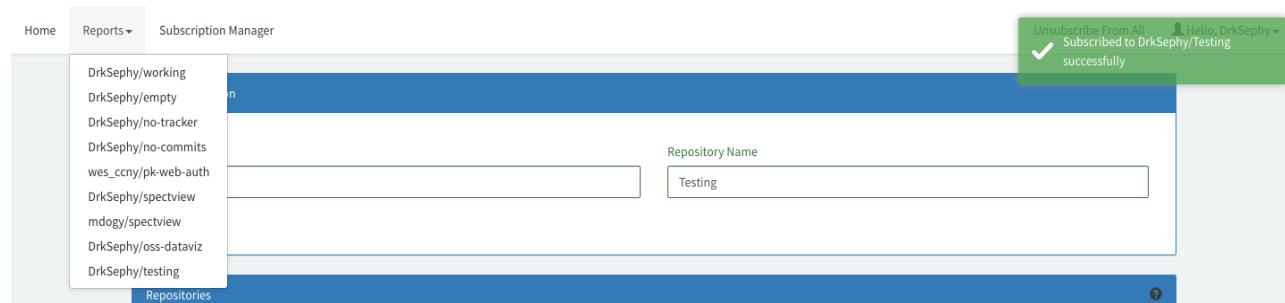 Home Reports Subscription Manager Unsubscribe From All Hello, DrkSephy
Subscribed to DrkSephy/Testing
successfully
DrkSephy/working
DrkSephy/empty
DrkSephy/no-tracker
DrkSephy/no-commits
wes_ccny/pk-web-auth
DrkSephy/spectview
mdogy/spectview
DrkSephy/oss-dataviz
DrkSephy/testing
on
Repository Name
Testing
Repositories